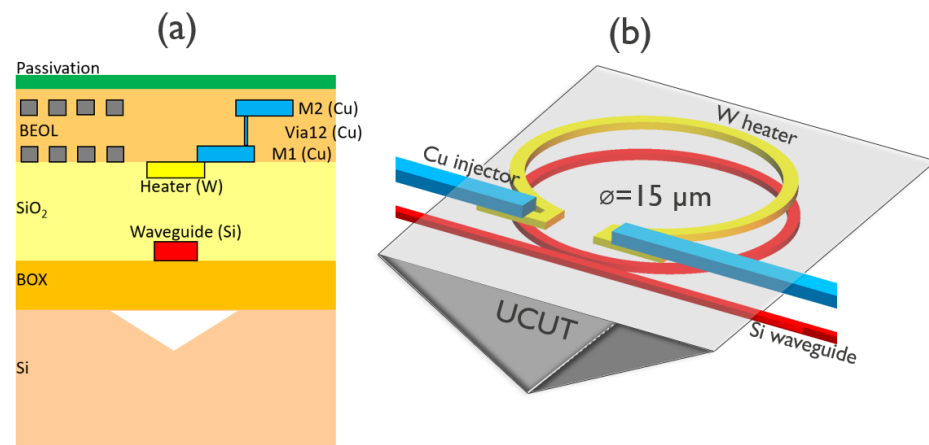 (a)
Passivation
M2 (Cu)
BEOL
Via12 (Cu)
M1 (Cu)
Heater (W)
SiO₂
Waveguide (Si)
BOX
Si
(b)
W heater
Cu injector
⌀=15 µm
UCUT
Si waveguide